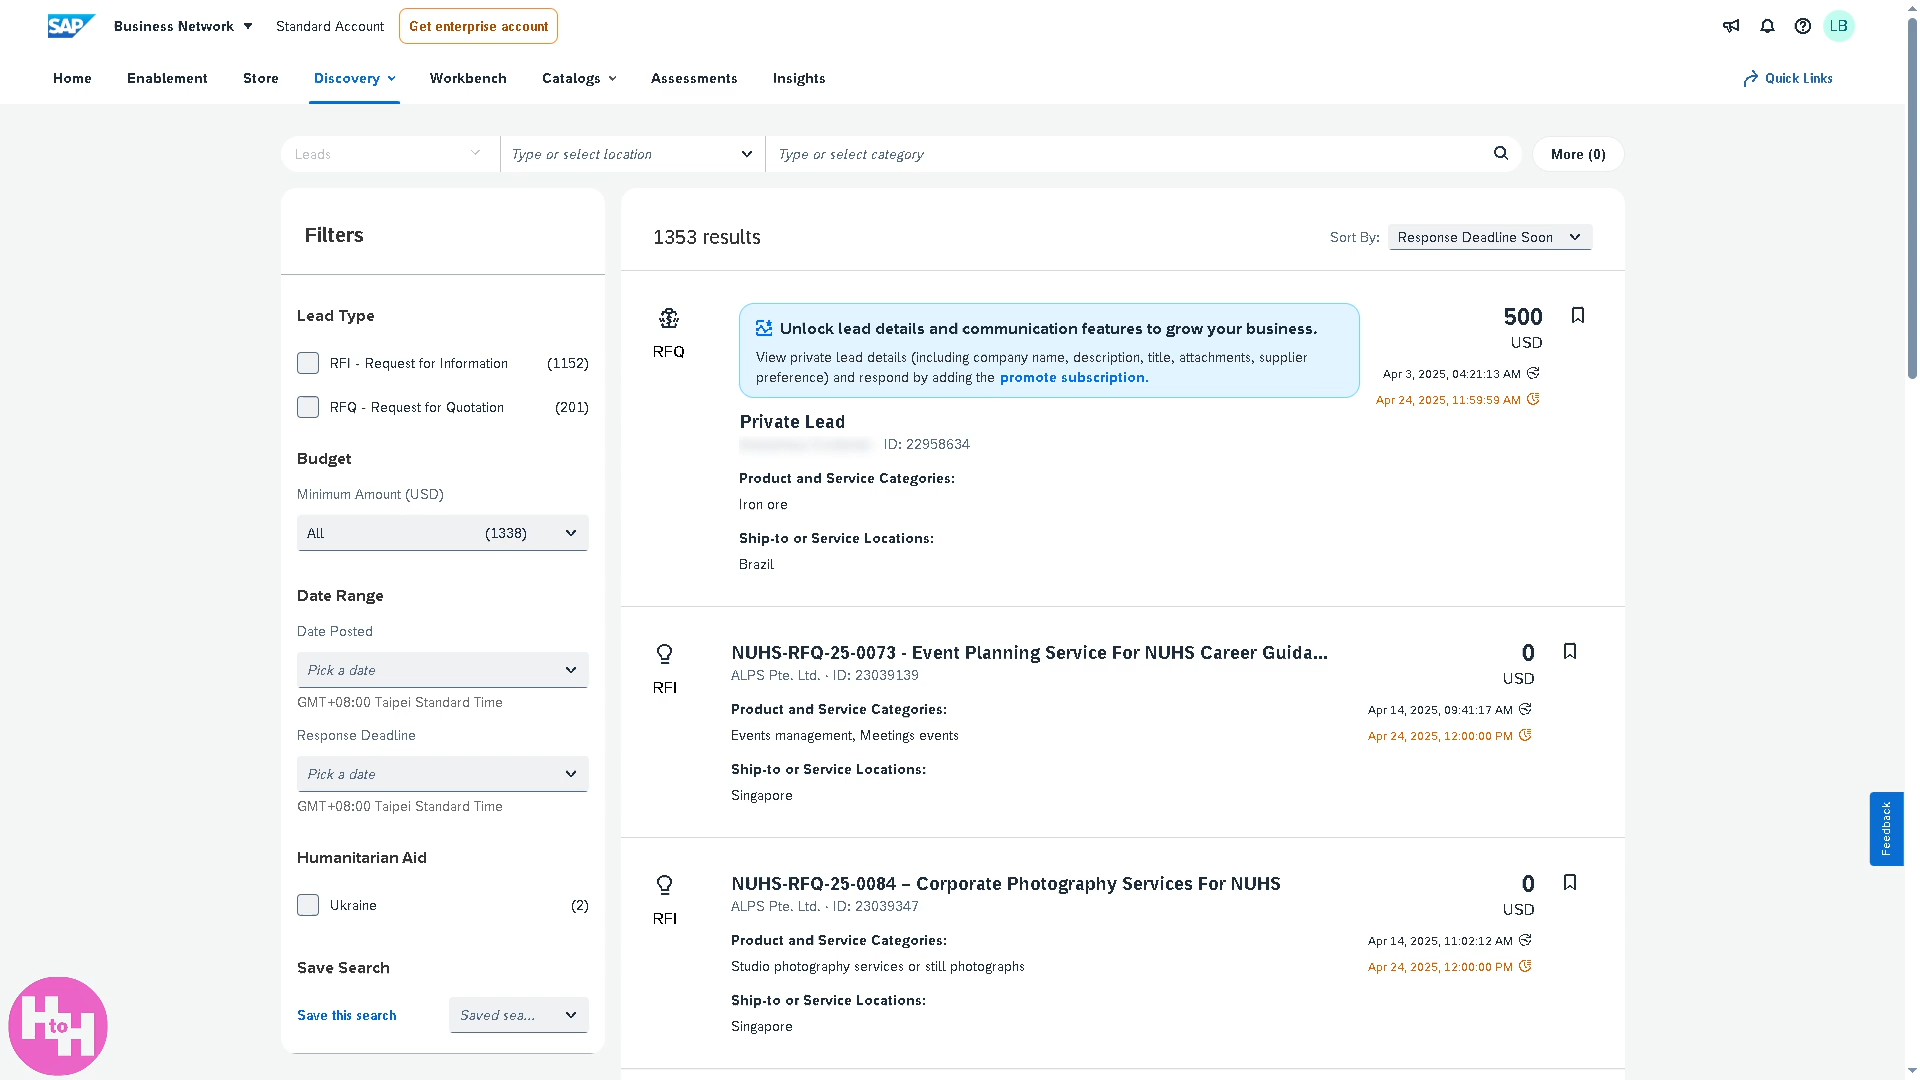 SAP Business Network Standard Account Get enterprise account LB
Home Enablement Store Discovery Workbench Catalogs Assessments Insights Quick Links
Leads Type or select location Type or select category More (0)
Filters
Lead Type
RFI - Request for Information (1152)
RFQ - Request for Quotation (201)
Budget
Minimum Amount (USD)
All (1338)
Date Range
Date Posted
Pick a date
GMT+08:00 Taipei Standard Time
Response Deadline
Pick a date
GMT+08:00 Taipei Standard Time
Humanitarian Aid
Ukraine (2)
Save Search
Save this search Saved sea...
1353 results Sort By: Response Deadline Soon
RFQ
Unlock lead details and communication features to grow your business.
View private lead details (including company name, description, title, attachments, supplier
preference) and respond by adding the promote subscription.
500
USD
Apr 3, 2025, 04:21:13 AM
Apr 24, 2025, 11:59:59 AM
Private Lead
ID: 22958634
Product and Service Categories:
Iron ore
Ship-to or Service Locations:
Brazil
RFI
NUHS-RFQ-25-0073 - Event Planning Service For NUHS Career Guida...
ALPS Pte. Ltd. · ID: 23039139
0
USD
Product and Service Categories:
Events management, Meetings events
Apr 14, 2025, 09:41:17 AM
Apr 24, 2025, 12:00:00 PM
Ship-to or Service Locations:
Singapore
RFI
NUHS-RFQ-25-0084 – Corporate Photography Services For NUHS
ALPS Pte. Ltd. · ID: 23039347
0
USD
Product and Service Categories:
Studio photography services or still photographs
Apr 14, 2025, 11:02:12 AM
Apr 24, 2025, 12:00:00 PM
Ship-to or Service Locations:
Singapore
Feedback
H to H